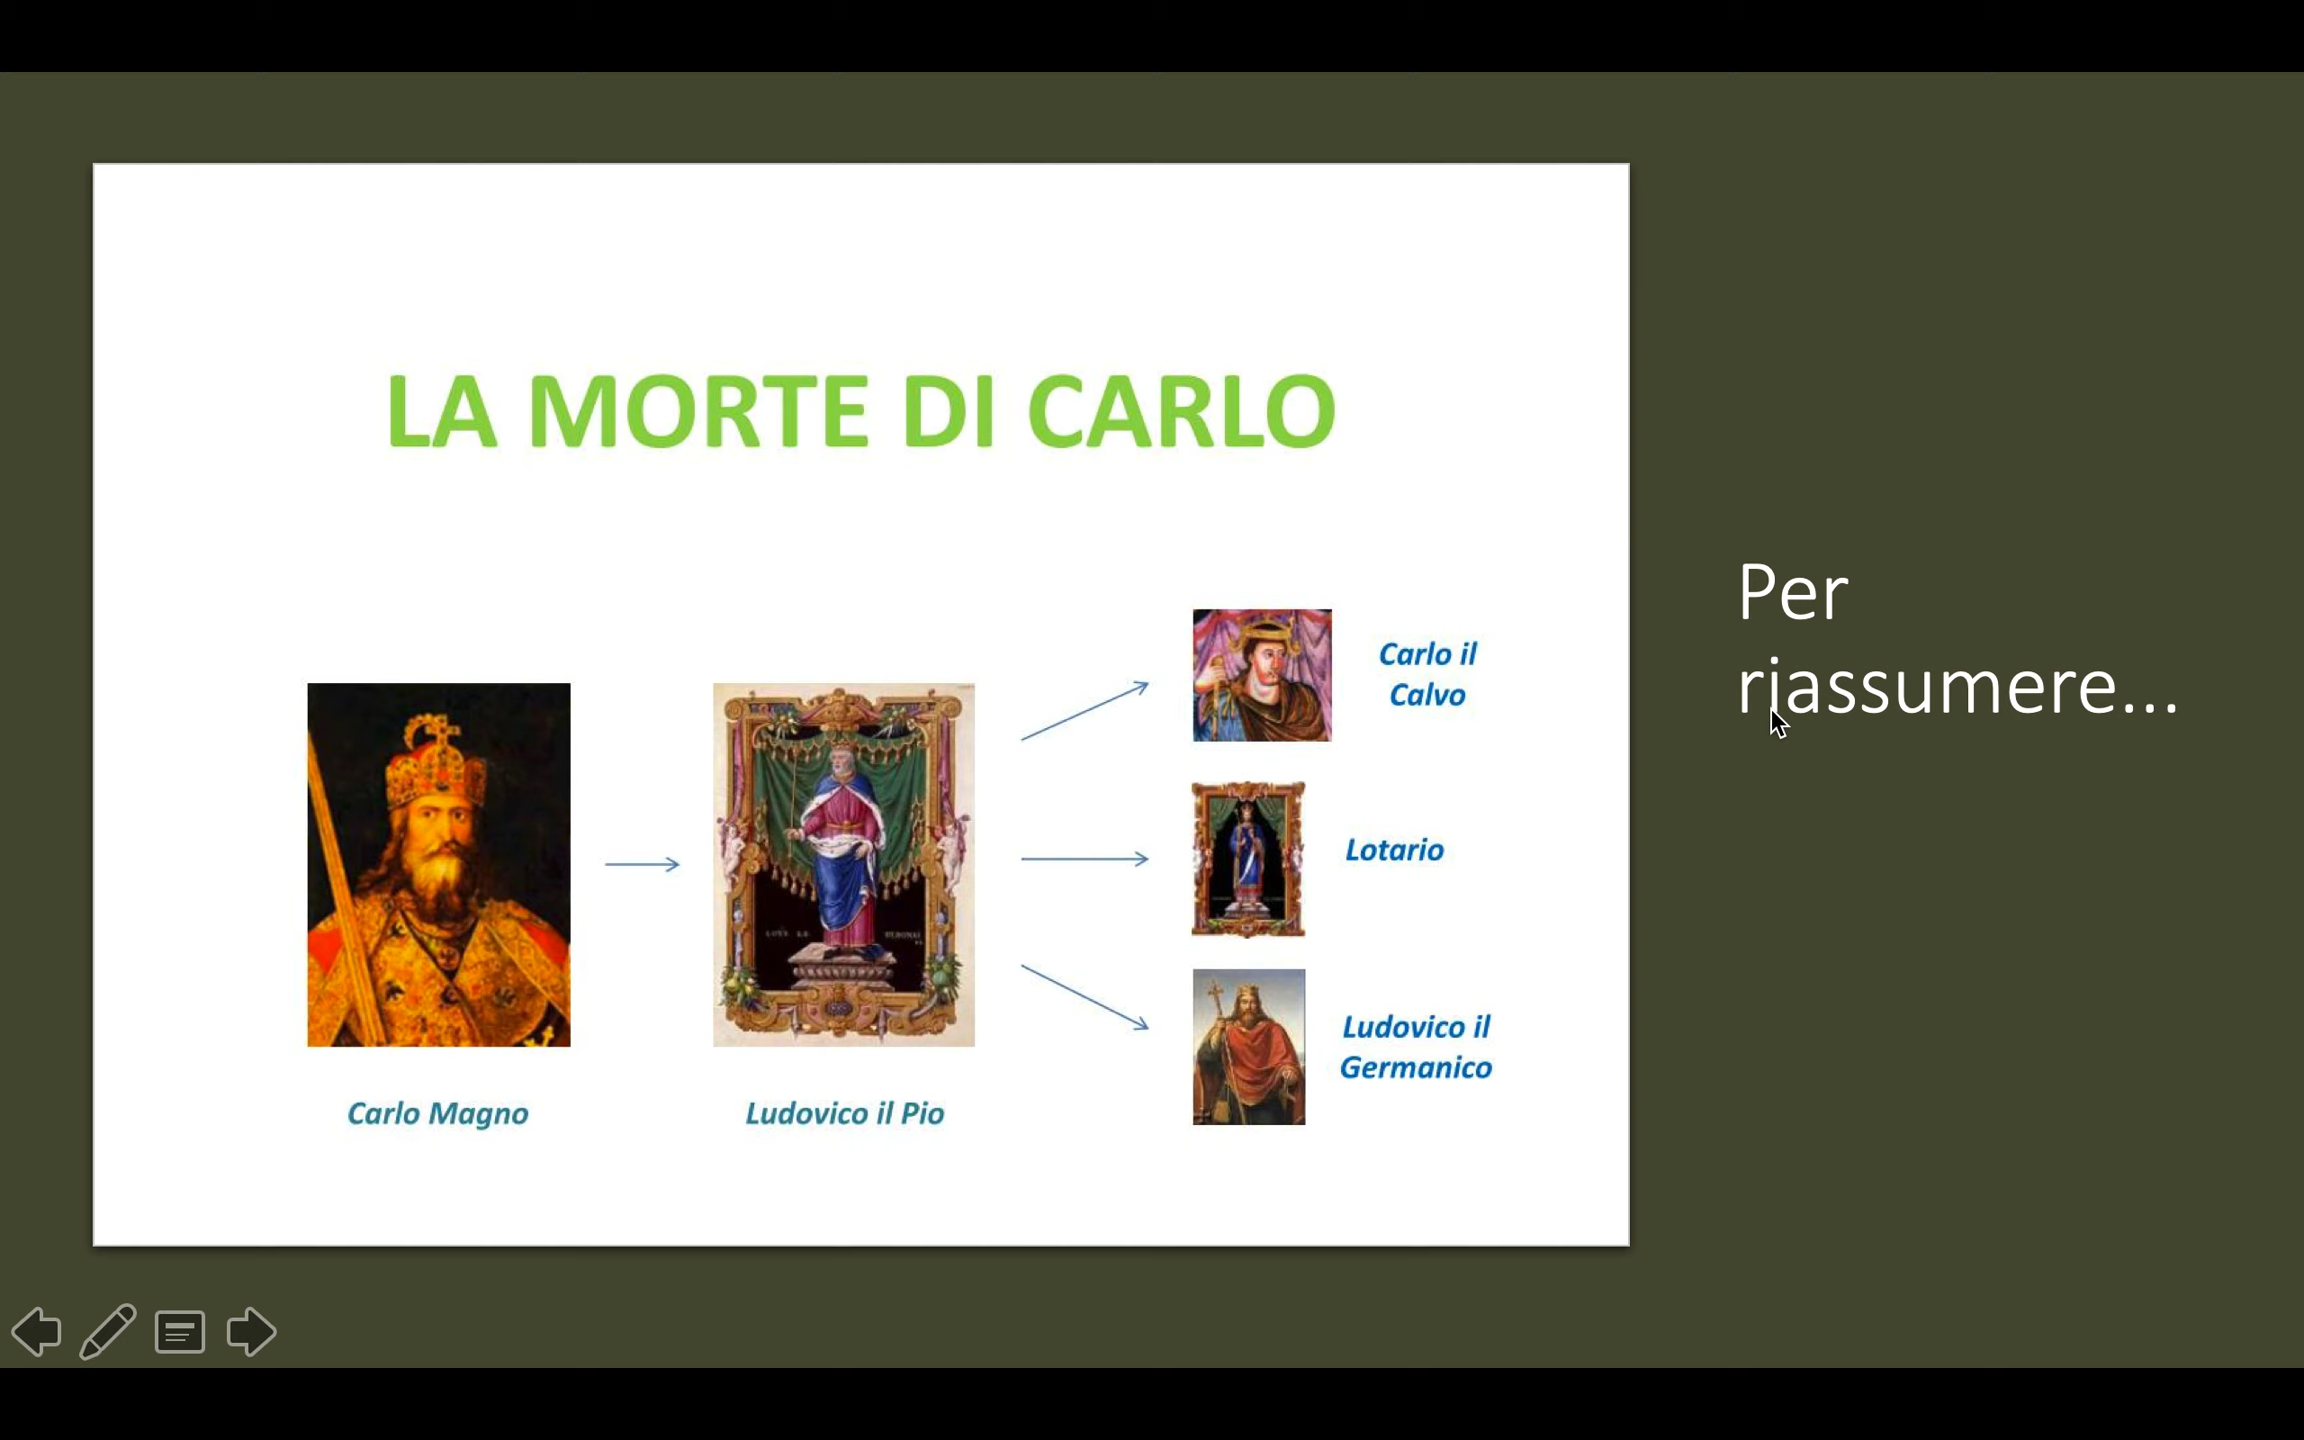 LA MORTE DI CARLO
Carlo il
Calvo
Lotario
Ludovico il
Germanico
Carlo Magno
Ludovico il Pio
Per
riassumere...